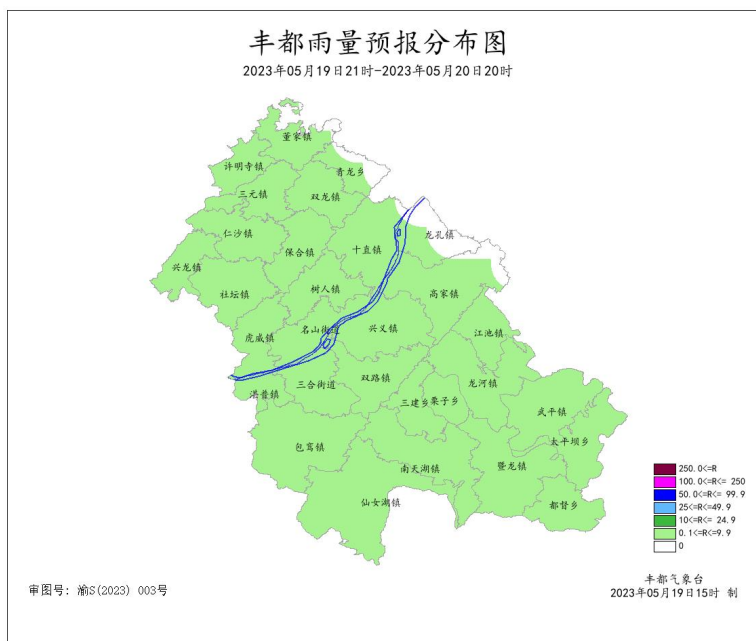 丰都雨量预报分布图
2023年05月19日21时-2023年05月20日20时
董家镇
许明寺镇
青龙乡
三元镇
双龙镇
仁沙镇
龙孔镇
保合镇
十直镇
兴龙镇
社坛镇
树人镇
高家镇
名山街道
兴义镇
虎威镇
江池镇
湛普镇
三合街道
双路镇
龙河镇
三建乡
栗子乡
武平镇
包鸾镇
太平坝乡
南天湖镇
暨龙镇
仙女湖镇
都督乡
250.0<=R
100.0<R<= 250
50.0<R<= 99.9
25<=R<=49.9
10<R<= 24.9
0.1<R<=9.9
0
审图号: 渝S(2023) 003号
丰都气象台
2023年05月19日15时 制